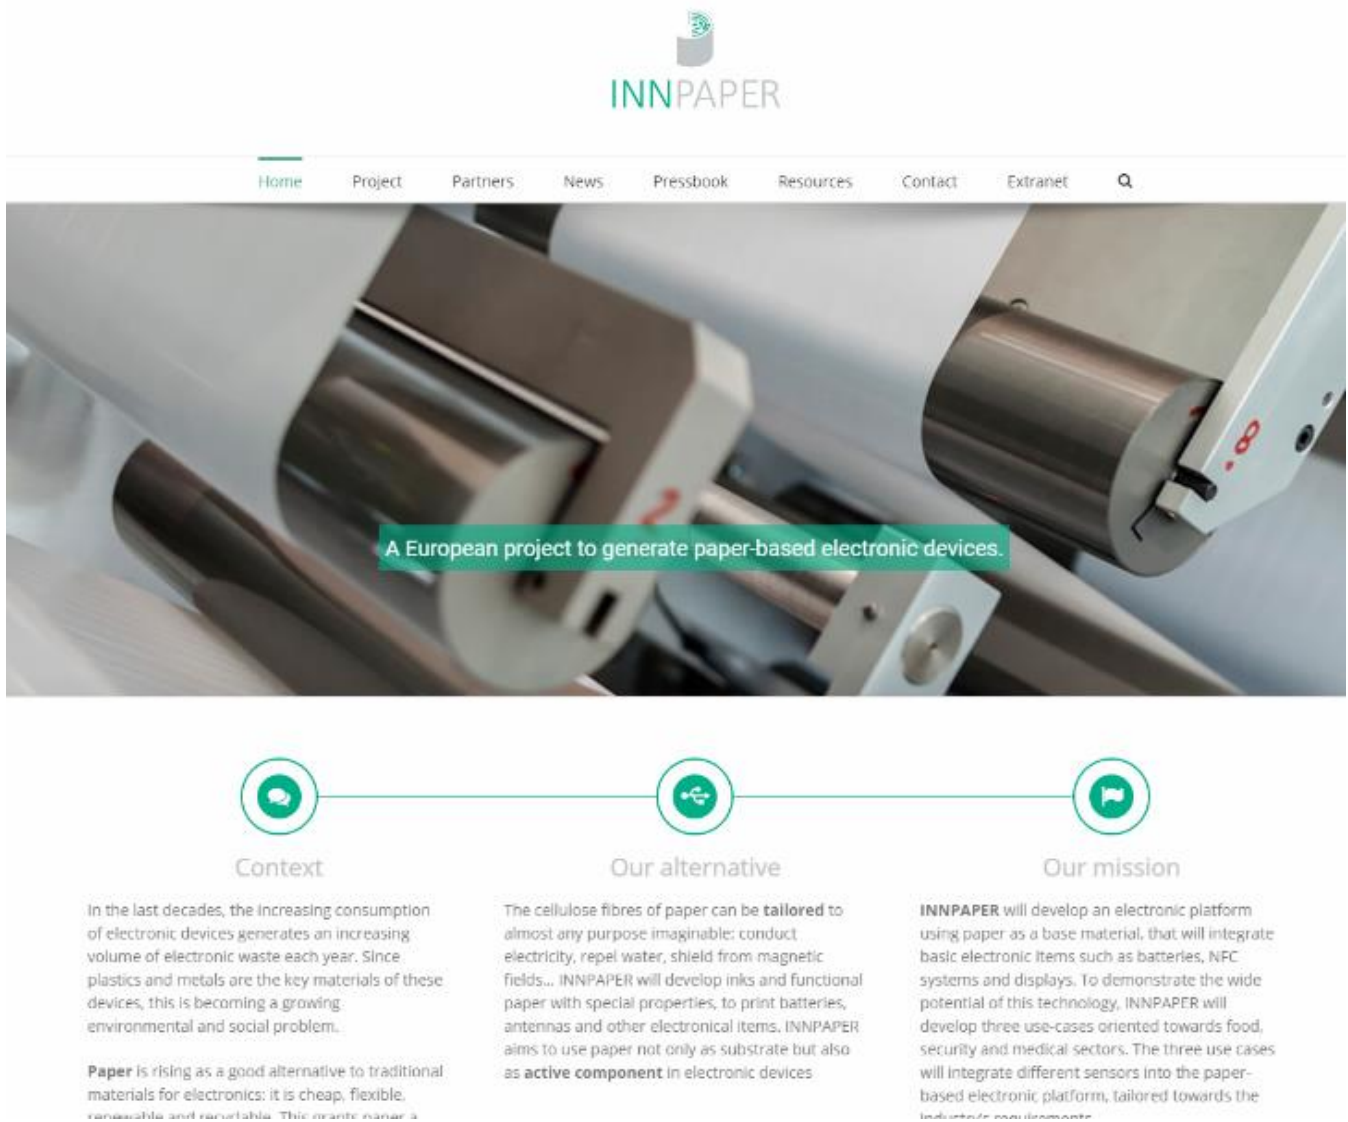 INNPAPER
Home Project Partners News Pressbook Resources Contact Extranet
2
.8
A European project to generate paper-based electronic devices.
Context
In the last decades, the increasing consumption
of electronic devices generates an increasing
volume of electronic waste each year. Since
plastics and metals are the key materials of these
devices, this is becoming a growing
environmental and social problem.
Paper is rising as a good alternative to traditional
materials for electronics: it is cheap, flexible,
renewable and recyclable. This grants paper a
Our alternative
The cellulose fibres of paper can be tailored to
almost any purpose imaginable: conduct
electricity, repel water, shield from magnetic
fields... INNPAPER will develop inks and functional
paper with special properties, to print batteries,
antennas and other electronical items. INNPAPER
aims to use paper not only as substrate but also
as active component in electronic devices
Our mission
INNPAPER will develop an electronic platform
using paper as a base material, that will integrate
basic electronic items such as batteries, NFC
systems and displays. To demonstrate the wide
potential of this technology, INNPAPER will
develop three use-cases oriented towards food,
security and medical sectors. The three use cases
will integrate different sensors into the paper-
based electronic platform, tailored towards the
industry's requirements.